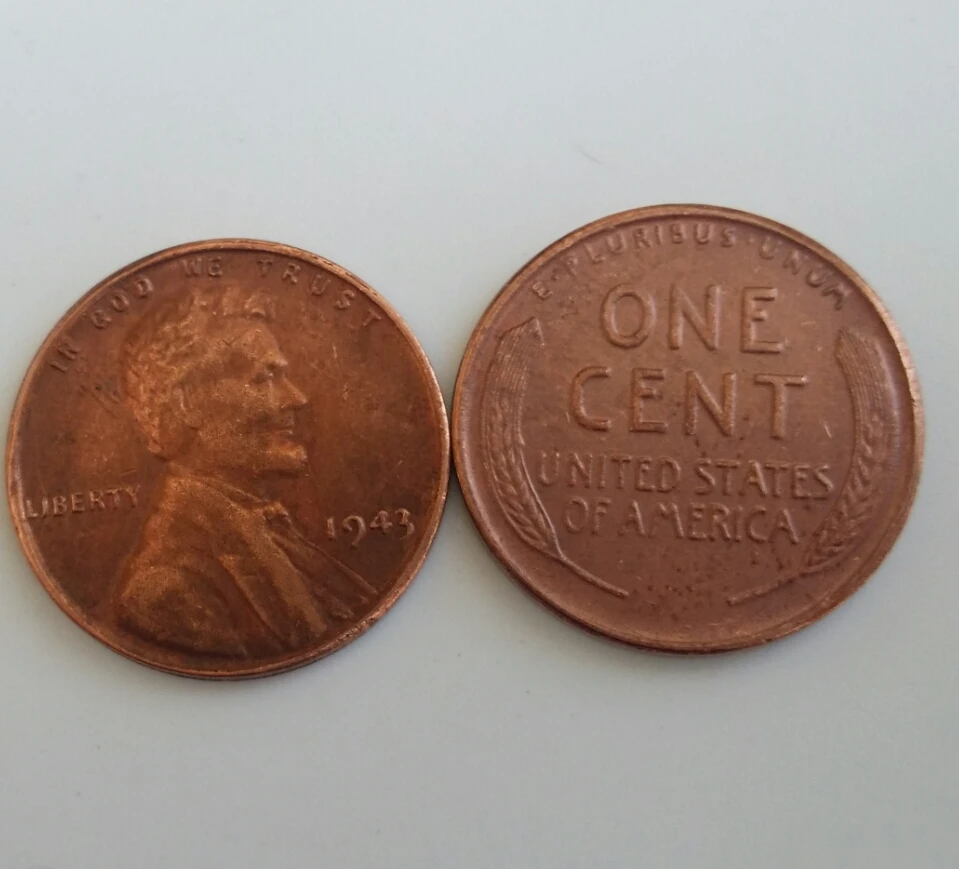 IN GOD WE TRUST
LIBERTY
1943
E·PLURIBUS·UNUM
ONE
CENT
UNITED STATES
OF AMERICA